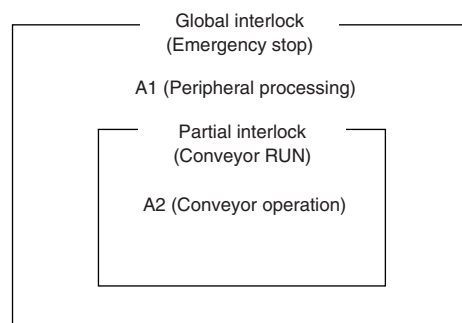 Global interlock
(Emergency stop)
A1 (Peripheral processing)
Partial interlock
(Conveyor RUN)
A2 (Conveyor operation)